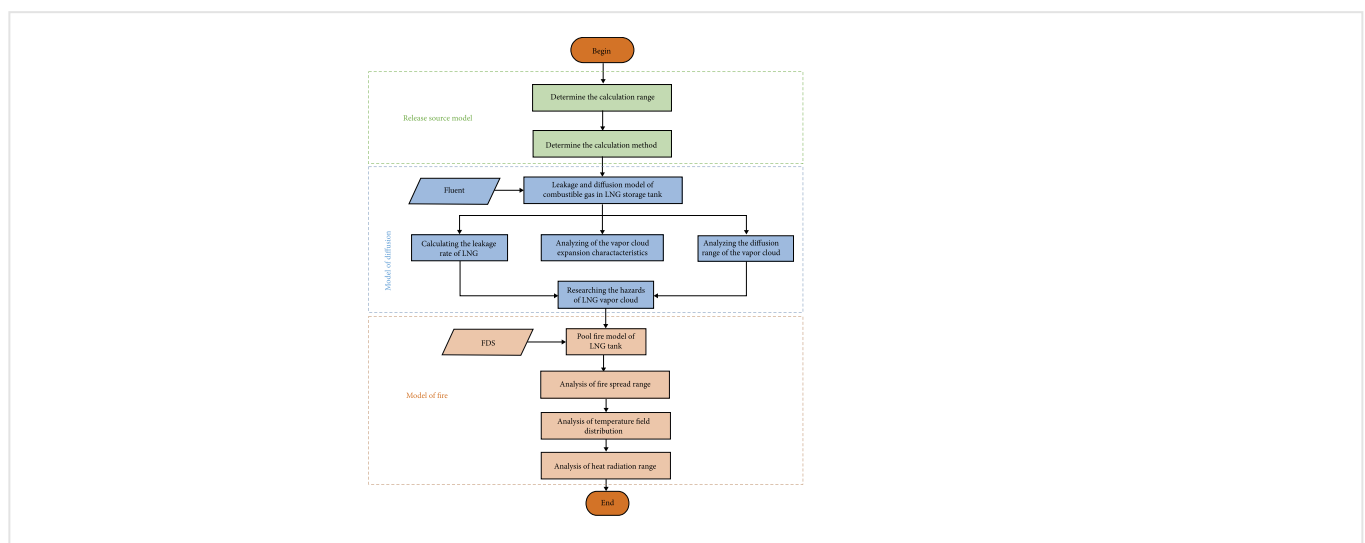 Begin
Determine the calculation range
Release source model
Determine the calculation method
Fluent
Leakage and diffusion model of
combustible gas in LNG storage tank
Model of diffusion
Calculating the leakage
rate of LNG
Analyzing of the vapor cloud
expansion charactacteristics
Analyzing the diffusion
range of the vapor cloud
Researching the hazards
of LNG vapor cloud
FDS
Pool fire model of
LNG tank
Analysis of fire spread range
Model of fire
Analysis of temperature field
distribution
Analysis of heat radiation range
End